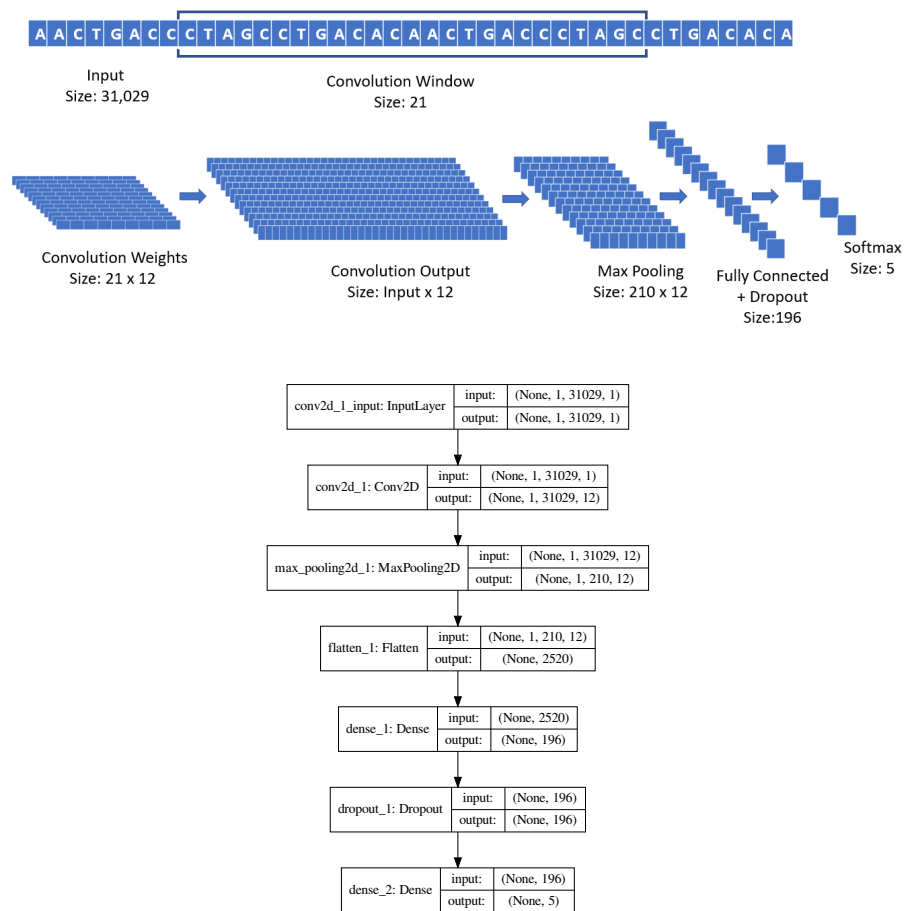 A A C T G A C C C T A G C C T G A C A C A A C T G A C C C T A G C C T G A C A C A
Input
Size: 31,029
Convolution Window
Size: 21
Convolution Weights
Size: 21 x 12
Convolution Output
Size: Input x 12
Max Pooling
Size: 210 x 12
Fully Connected
+ Dropout
Size:196
Softmax
Size: 5
conv2d_1_input: InputLayer
input: (None, 1, 31029, 1)
output: (None, 1, 31029, 1)
conv2d_1: Conv2D
input: (None, 1, 31029, 1)
output: (None, 1, 31029, 12)
max_pooling2d_1: MaxPooling2D
input: (None, 1, 31029, 12)
output: (None, 1, 210, 12)
flatten_1: Flatten
input: (None, 1, 210, 12)
output: (None, 2520)
dense_1: Dense
input: (None, 2520)
output: (None, 196)
dropout_1: Dropout
input: (None, 196)
output: (None, 196)
dense_2: Dense
input: (None, 196)
output: (None, 5)